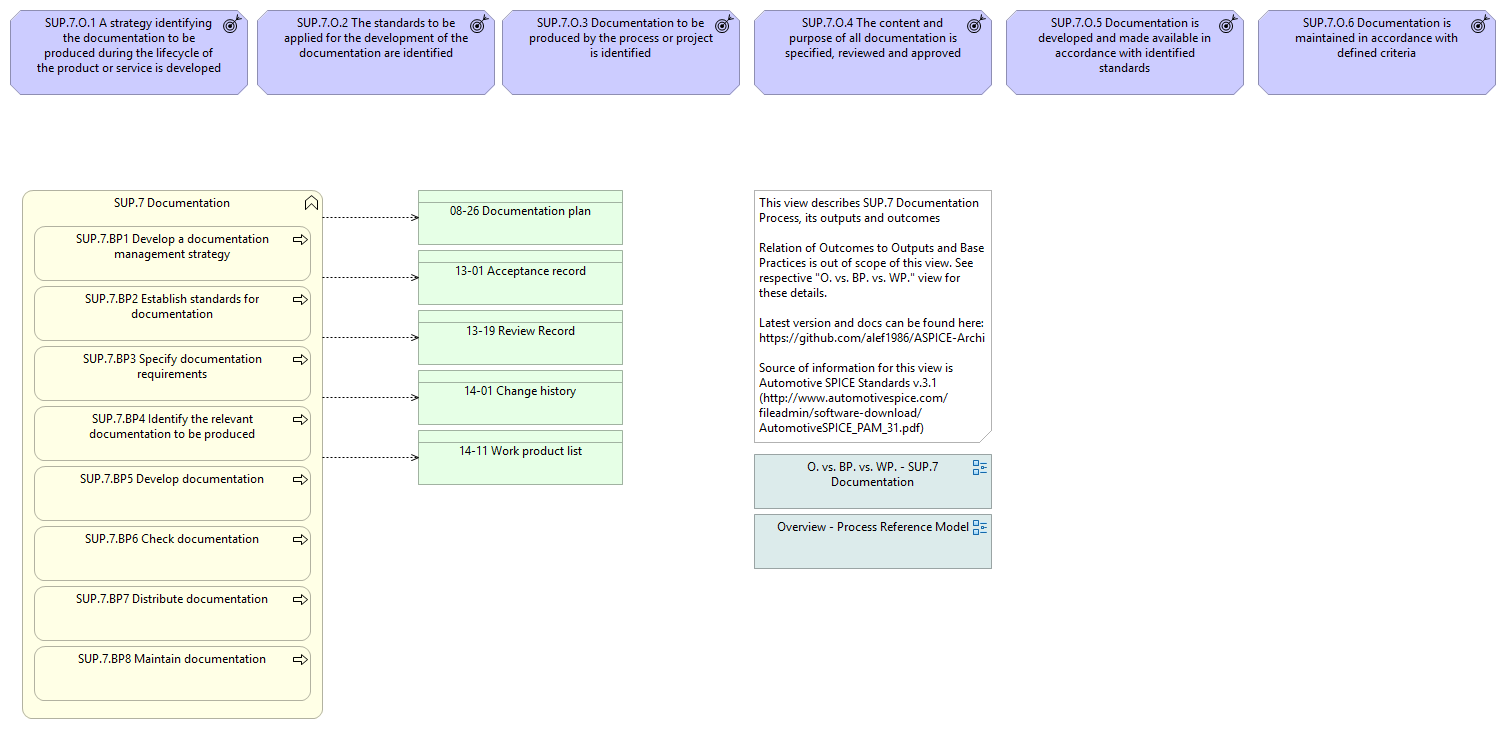 SUP.7.O.1 A strategy identifying
the documentation to be
produced during the lifecycle of
the product or service is developed
SUP.7.O.2 The standards to be
applied for the development of the
documentation are identified
SUP.7.O.3 Documentation to be
produced by the process or project
is identified
SUP.7.O.4 The content and
purpose of all documentation is
specified, reviewed and approved
SUP.7.O.5 Documentation is
developed and made available in
accordance with identified
standards
SUP.7.O.6 Documentation is
maintained in accordance with
defined criteria
SUP.7 Documentation
SUP.7.BP1 Develop a documentation
management strategy
SUP.7.BP2 Establish standards for
documentation
SUP.7.BP3 Specify documentation
requirements
SUP.7.BP4 Identify the relevant
documentation to be produced
SUP.7.BP5 Develop documentation
SUP.7.BP6 Check documentation
SUP.7.BP7 Distribute documentation
SUP.7.BP8 Maintain documentation
08-26 Documentation plan
13-01 Acceptance record
13-19 Review Record
14-01 Change history
14-11 Work product list
This view describes SUP.7 Documentation
Process, its outputs and outcomes
Relation of Outcomes to Outputs and Base
Practices is out of scope of this view. See
respective "O. vs. BP. vs. WP." view for
these details.
Latest version and docs can be found here:
https://github.com/alef1986/ASPICE-Archi
Source of information for this view is
Automotive SPICE Standards v.3.1
(http://www.automotivespice.com/
fileadmin/software-download/
AutomotiveSPICE_PAM_31.pdf)
O. vs. BP. vs. WP. - SUP.7
Documentation
Overview - Process Reference Model